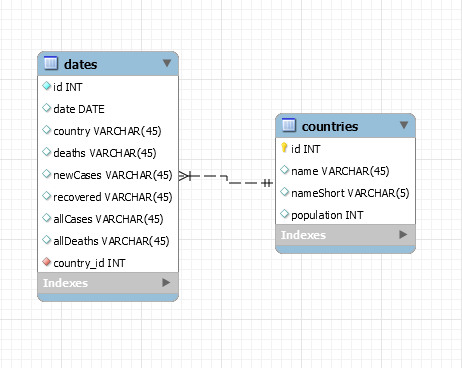 dates
id INT
date DATE
country VARCHAR(45)
deaths VARCHAR(45)
newCases VARCHAR(45)
recovered VARCHAR(45)
allCases VARCHAR(45)
allDeaths VARCHAR(45)
country_id INT
Indexes
countries
id INT
name VARCHAR(45)
nameShort VARCHAR(5)
population INT
Indexes